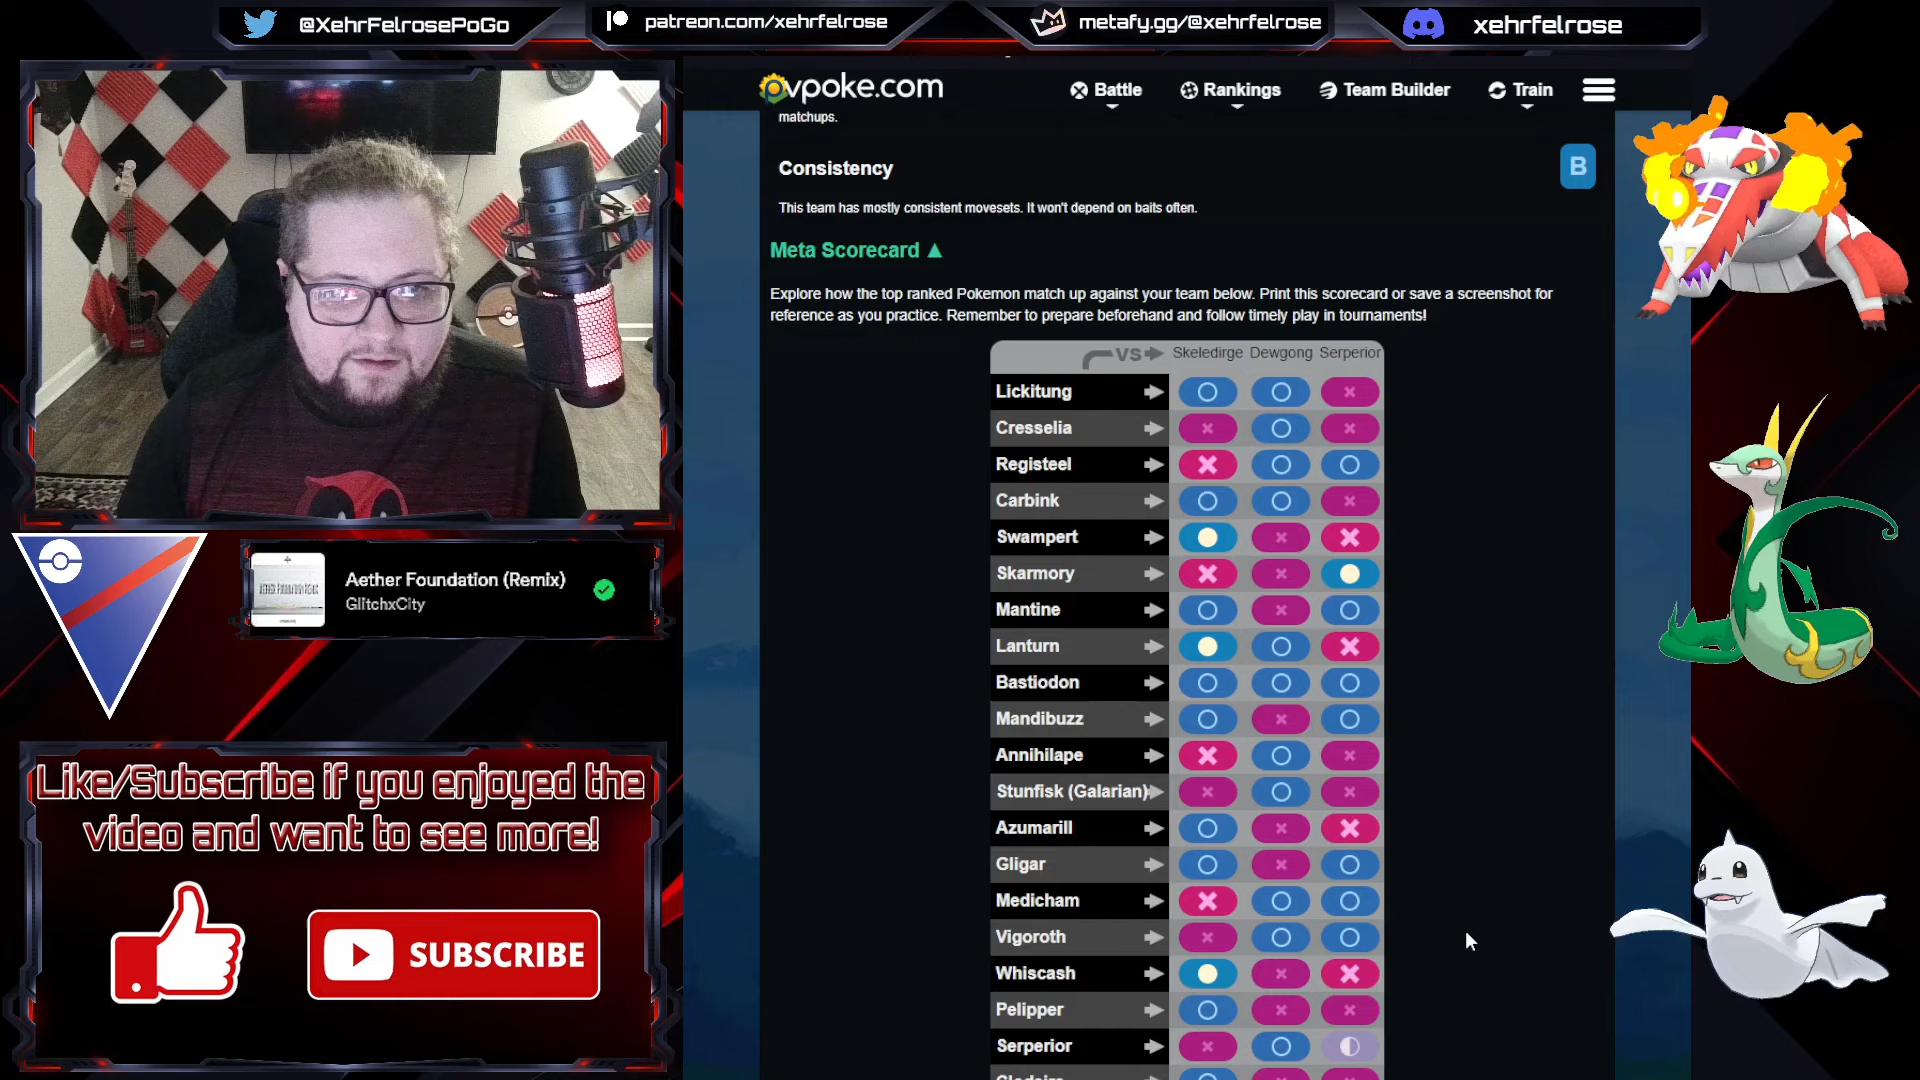 @XehrFelrosePoGo
patreon.com/xehrfelrose
metafy.gg/@xehrfelrose
xehrfelrose
pvpoke.com
Battle
Rankings
Team Builder
Train
matchups.
Consistency
B
This team has mostly consistent movesets. It won't depend on baits often.
Meta Scorecard ▲
Explore how the top ranked Pokemon match up against your team below. Print this scorecard or save a screenshot for
reference as you practice. Remember to prepare beforehand and follow timely play in tournaments!
VS Skeledirge Dewgong Serperior
Lickitung
Cresselia
Registeel
Carbink
Swampert
Skarmory
Mantine
Lanturn
Bastiodon
Mandibuzz
Annihilape
Stunfisk (Galarian)
Azumarill
Gligar
Medicham
Vigoroth
Whiscash
Pelipper
Serperior
Aether Foundation (Remix)
GlitchxCity
Like/Subscribe if you enjoyed the
video and want to see more!
SUBSCRIBE